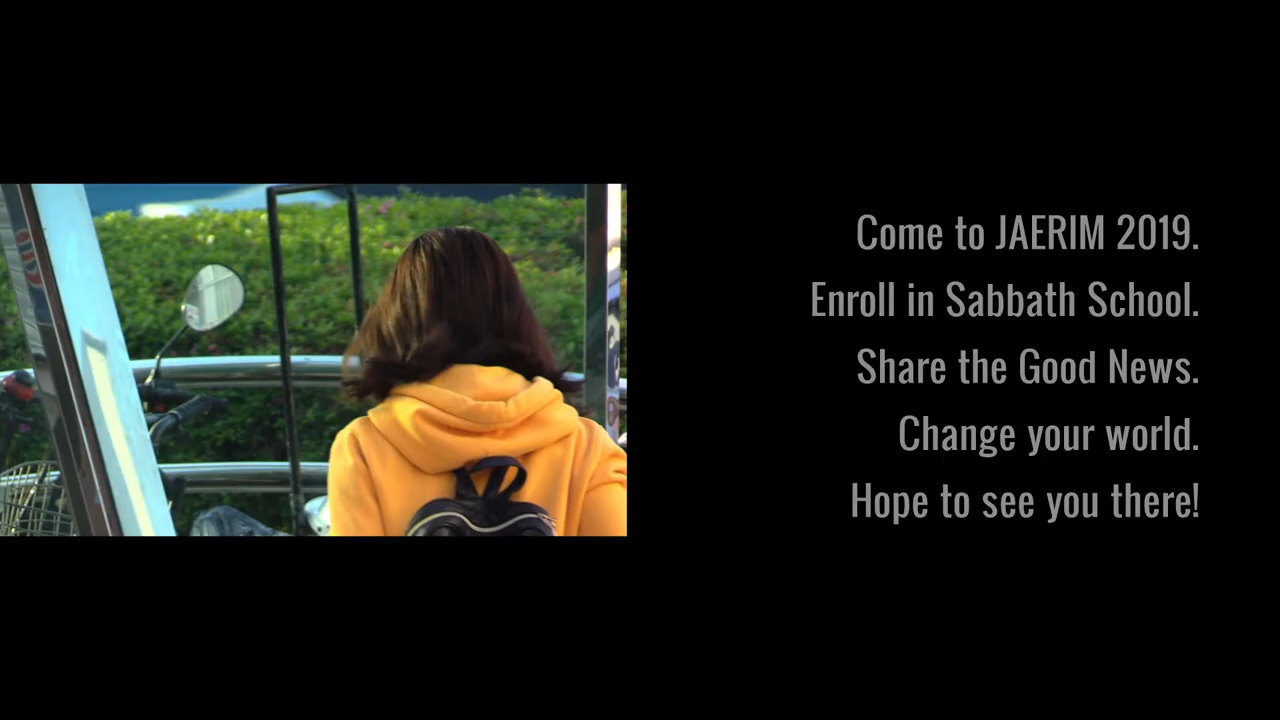 Come to JAERIM 2019.
Enroll in Sabbath School.
Share the Good News.
Change your world.
Hope to see you there!